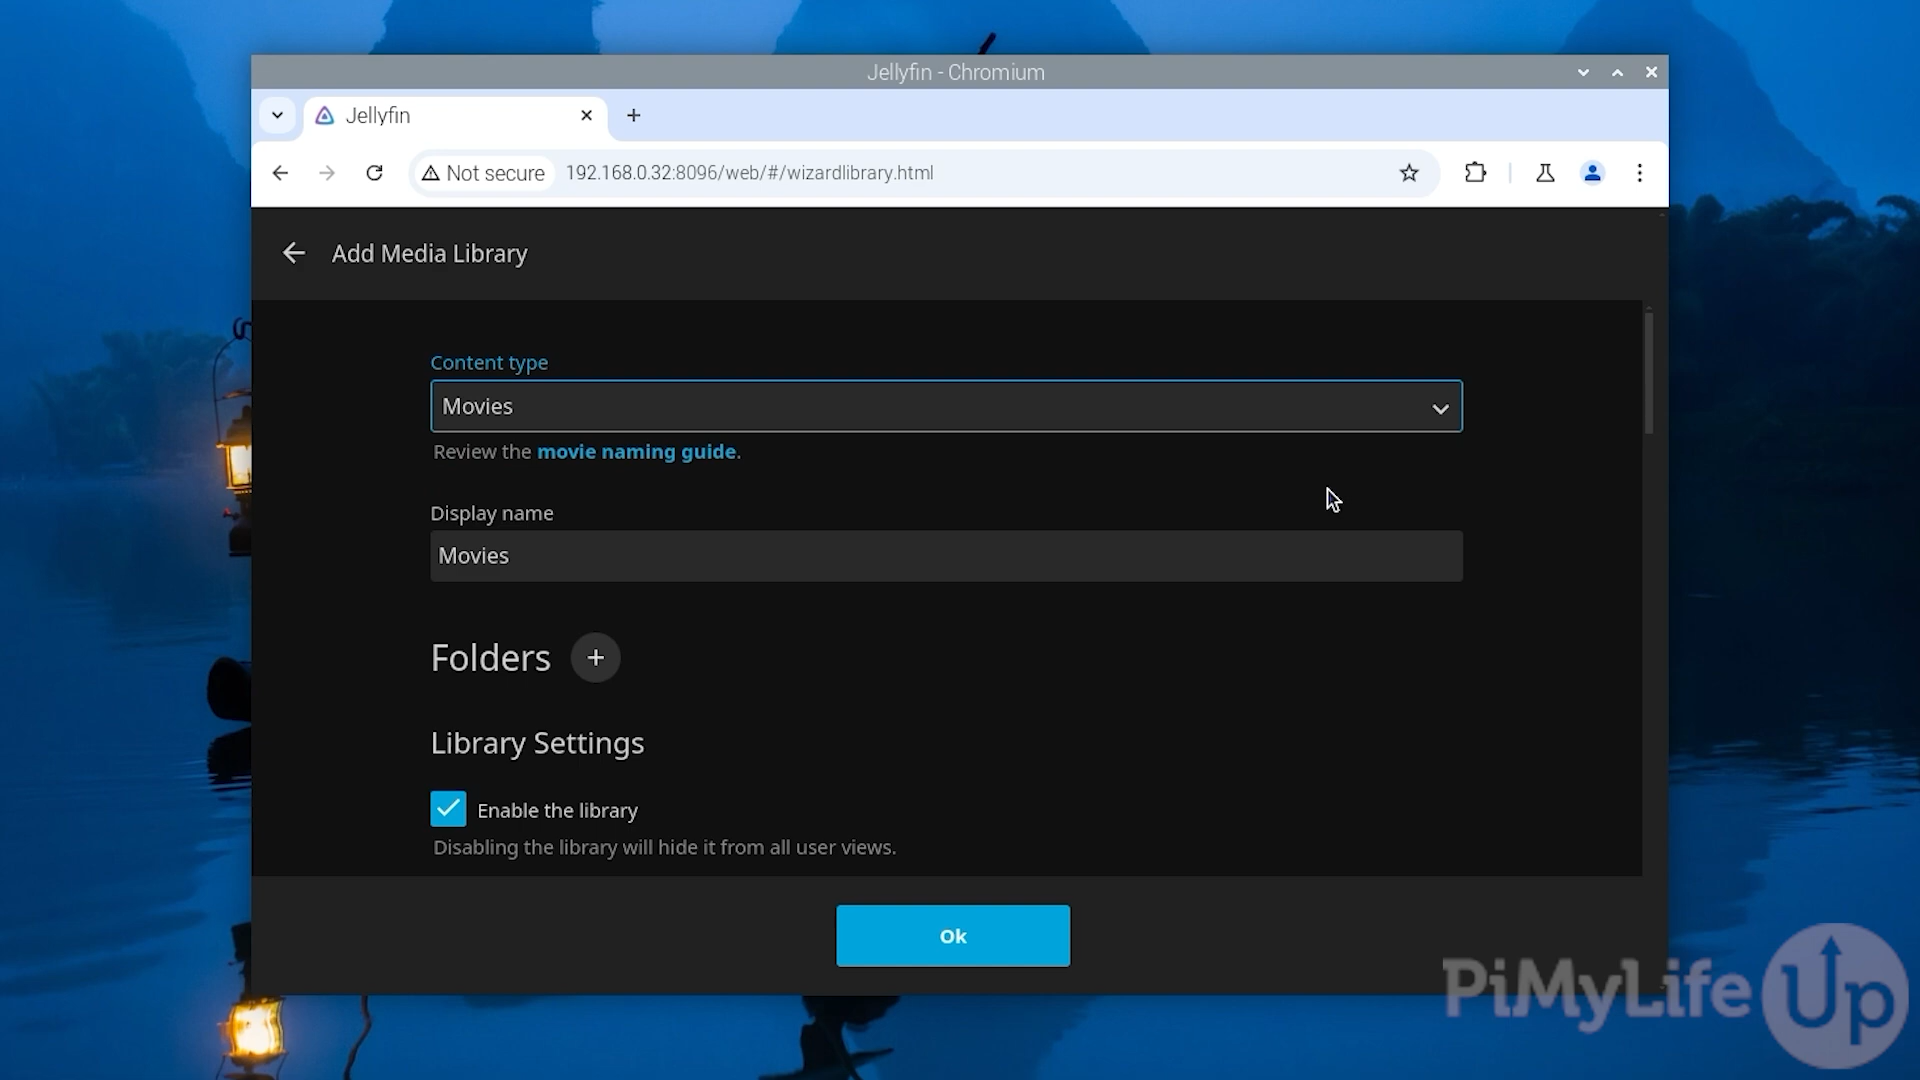 Jellyfin - Chromium
Jellyfin
Not secure 192.168.0.32:8096/web/#/wizardlibrary.html
Add Media Library
Content type
Movies
Review the movie naming guide.
Display name
Movies
Folders +
Library Settings
Enable the library
Disabling the library will hide it from all user views.
Ok
PiMyLifeUp